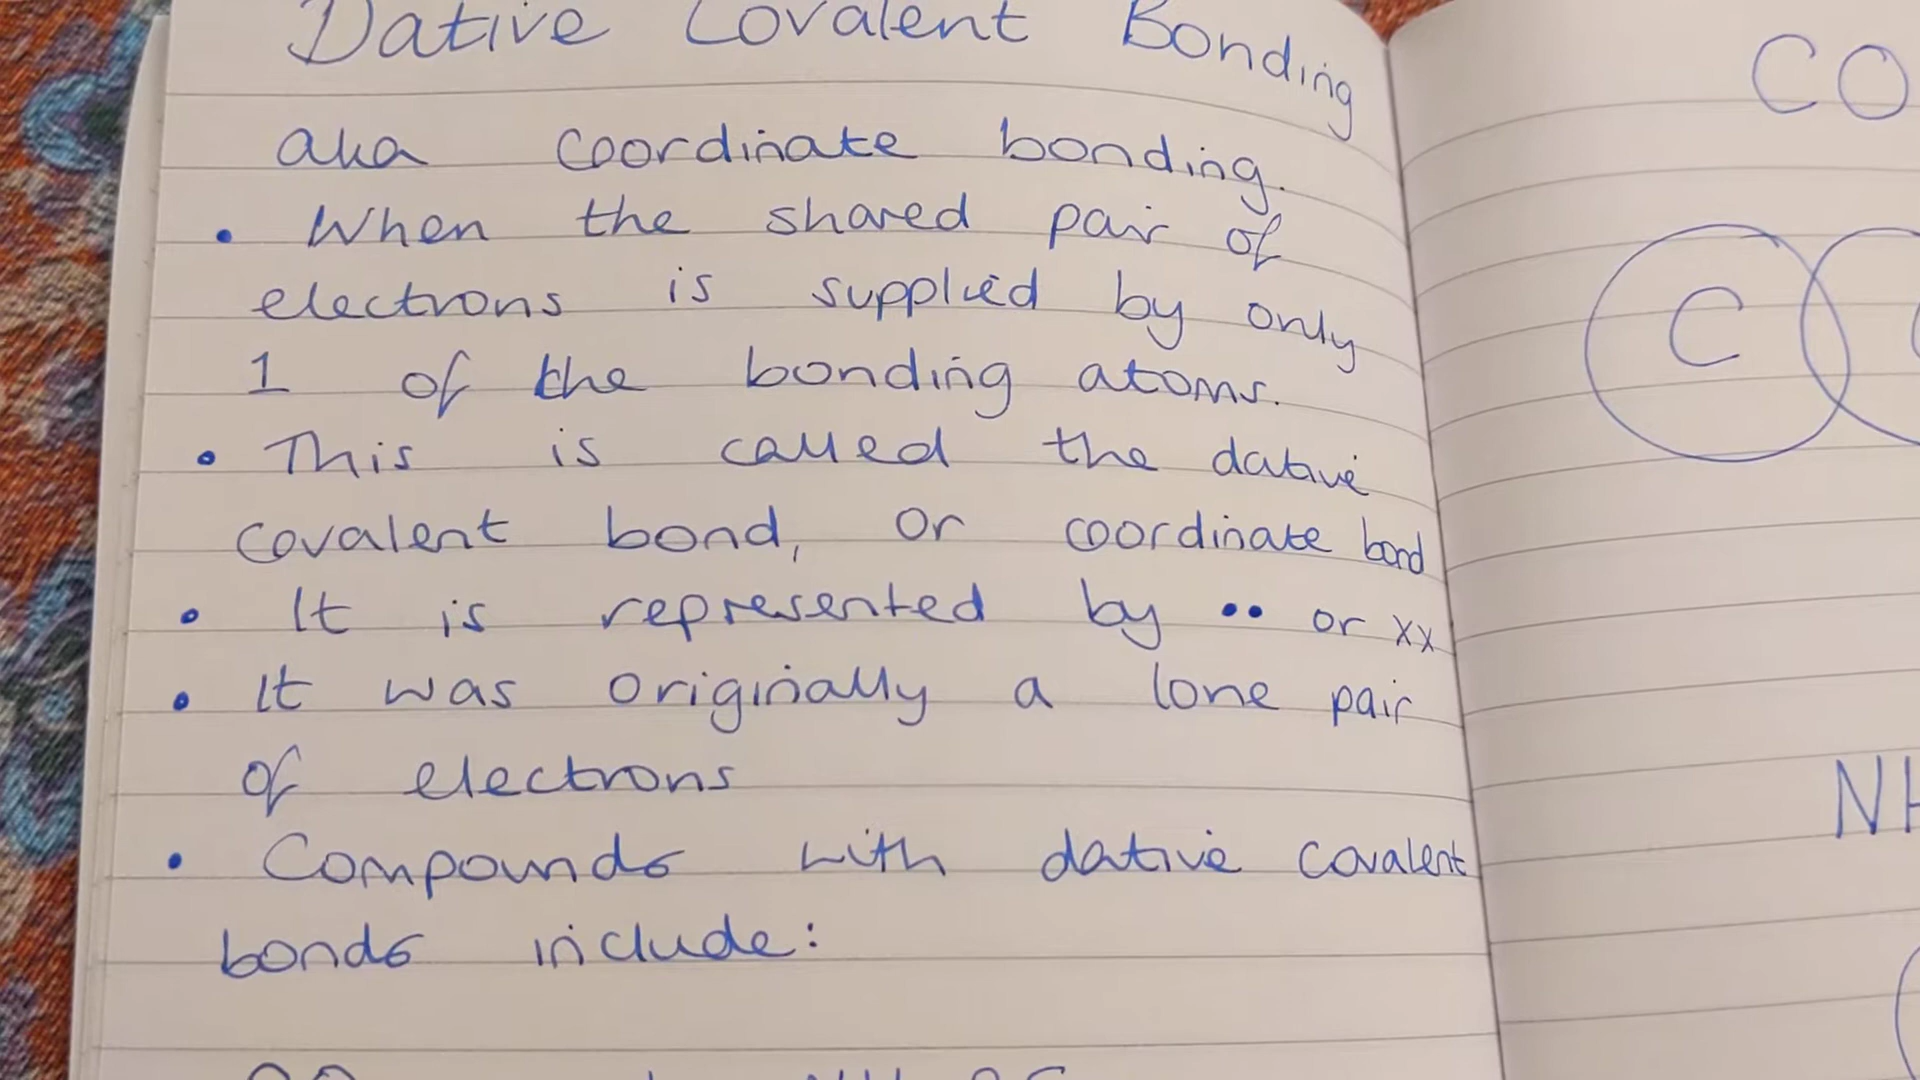 Dative Covalent Bonding
aka coordinate bonding.
• When the shared pair of
electrons is supplied by only
1 of the bonding atoms.
• This is called the dative
covalent bond, or coordinate bond
• It is represented by •• or xx
• It was originally a lone pair
of electrons
• Compounds with dative covalent
bonds include:
CO
C
NH